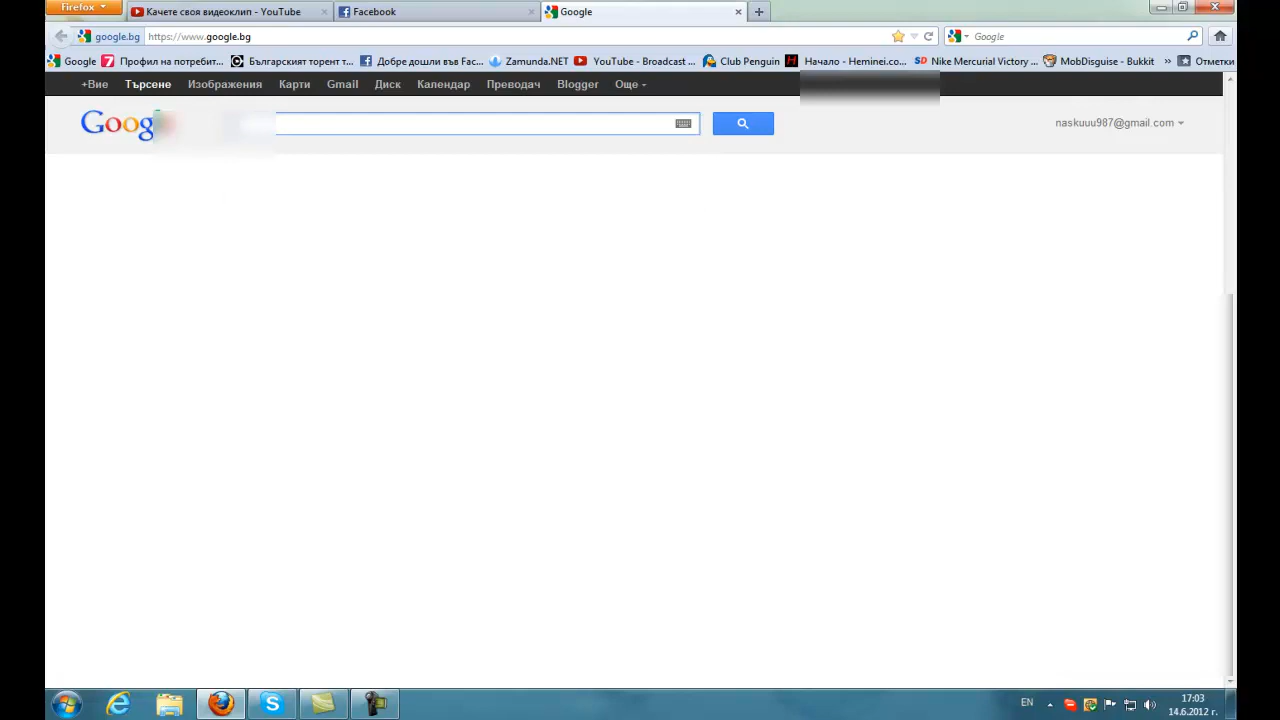 Firefox
Качете своя видеоклип - YouTube
Facebook
Google
google.bg
https://www.google.bg
Google
Google
Профил на потребит...
Българският торент т...
Добре дошли във Fac...
Zamunda.NET
YouTube - Broadcast ...
Club Penguin
Начало - Heminei.co...
Nike Mercurial Victory ...
MobDisguise - Bukkit
»
Отметки
+Вие
Търсене
Изображения
Карти
Gmail
Диск
Календар
Преводач
Blogger
Още
Goog
naskuuu987@gmail.com
EN
17:03
14.6.2012 г.